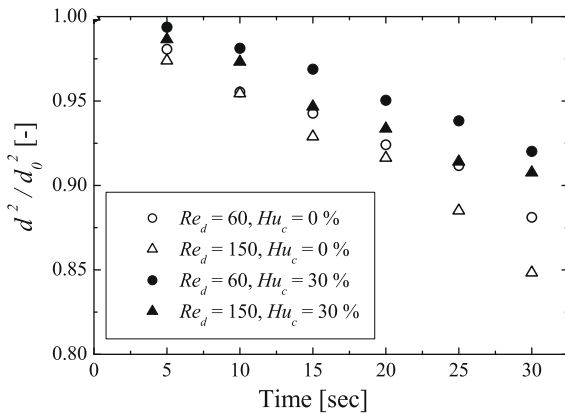 1.00
0.95
0.90
0.85
0.80
d² / d₀² [-]
○ Re_d = 60, Hu_c = 0 %
△ Re_d = 150, Hu_c = 0 %
● Re_d = 60, Hu_c = 30 %
▲ Re_d = 150, Hu_c = 30 %
0 5 10 15 20 25 30
Time [sec]